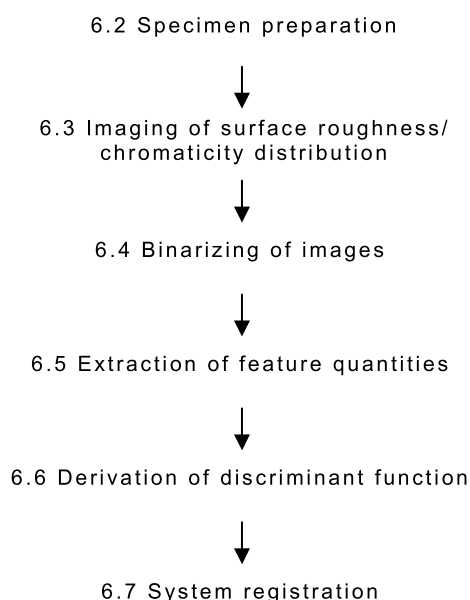 6.2 Specimen preparation
6.3 Imaging of surface roughness/
chromaticity distribution
6.4 Binarizing of images
6.5 Extraction of feature quantities
6.6 Derivation of discriminant function
6.7 System registration